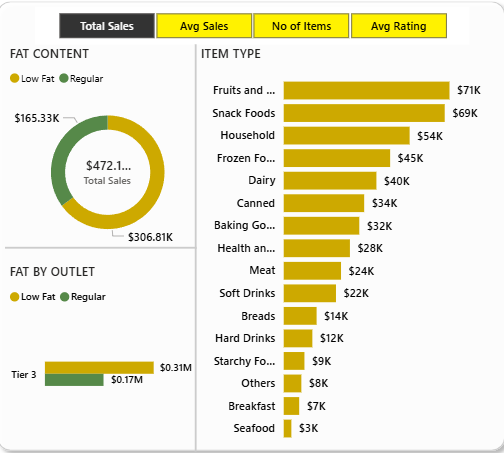 Total Sales
Avg Sales
No of Items
Avg Rating
FAT CONTENT
Low Fat Regular
$165.33K
$472.1...
Total Sales
$306.81K
FAT BY OUTLET
Low Fat Regular
Tier 3
$0.31M
$0.17M
ITEM TYPE
Fruits and ... $71K
Snack Foods $69K
Household $54K
Frozen Fo... $45K
Dairy $40K
Canned $34K
Baking Go... $32K
Health an... $28K
Meat $24K
Soft Drinks $22K
Breads $14K
Hard Drinks $12K
Starchy Fo... $9K
Others $8K
Breakfast $7K
Seafood $3K